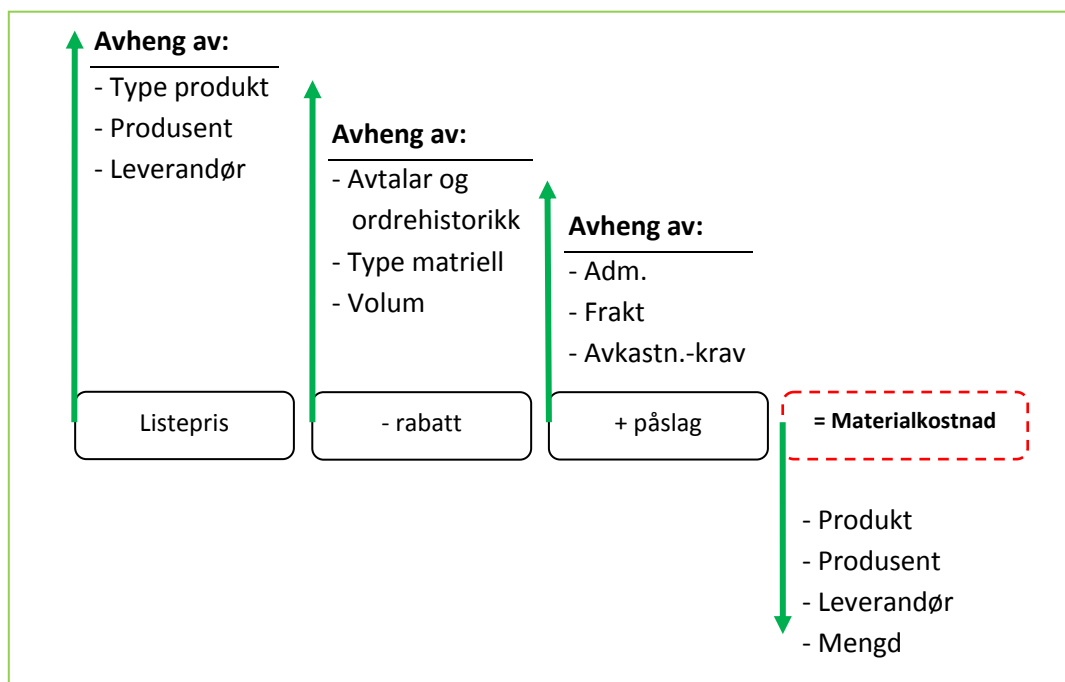 Avheng av:
- Type produkt
- Produsent
- Leverandør
Avheng av:
- Avtalar og
ordrehistorikk
- Type matriell
- Volum
Avheng av:
- Adm.
- Frakt
- Avkastn.-krav
Listepris
- rabatt
+ påslag
= Materialkostnad
- Produkt
- Produsent
- Leverandør
- Mengd